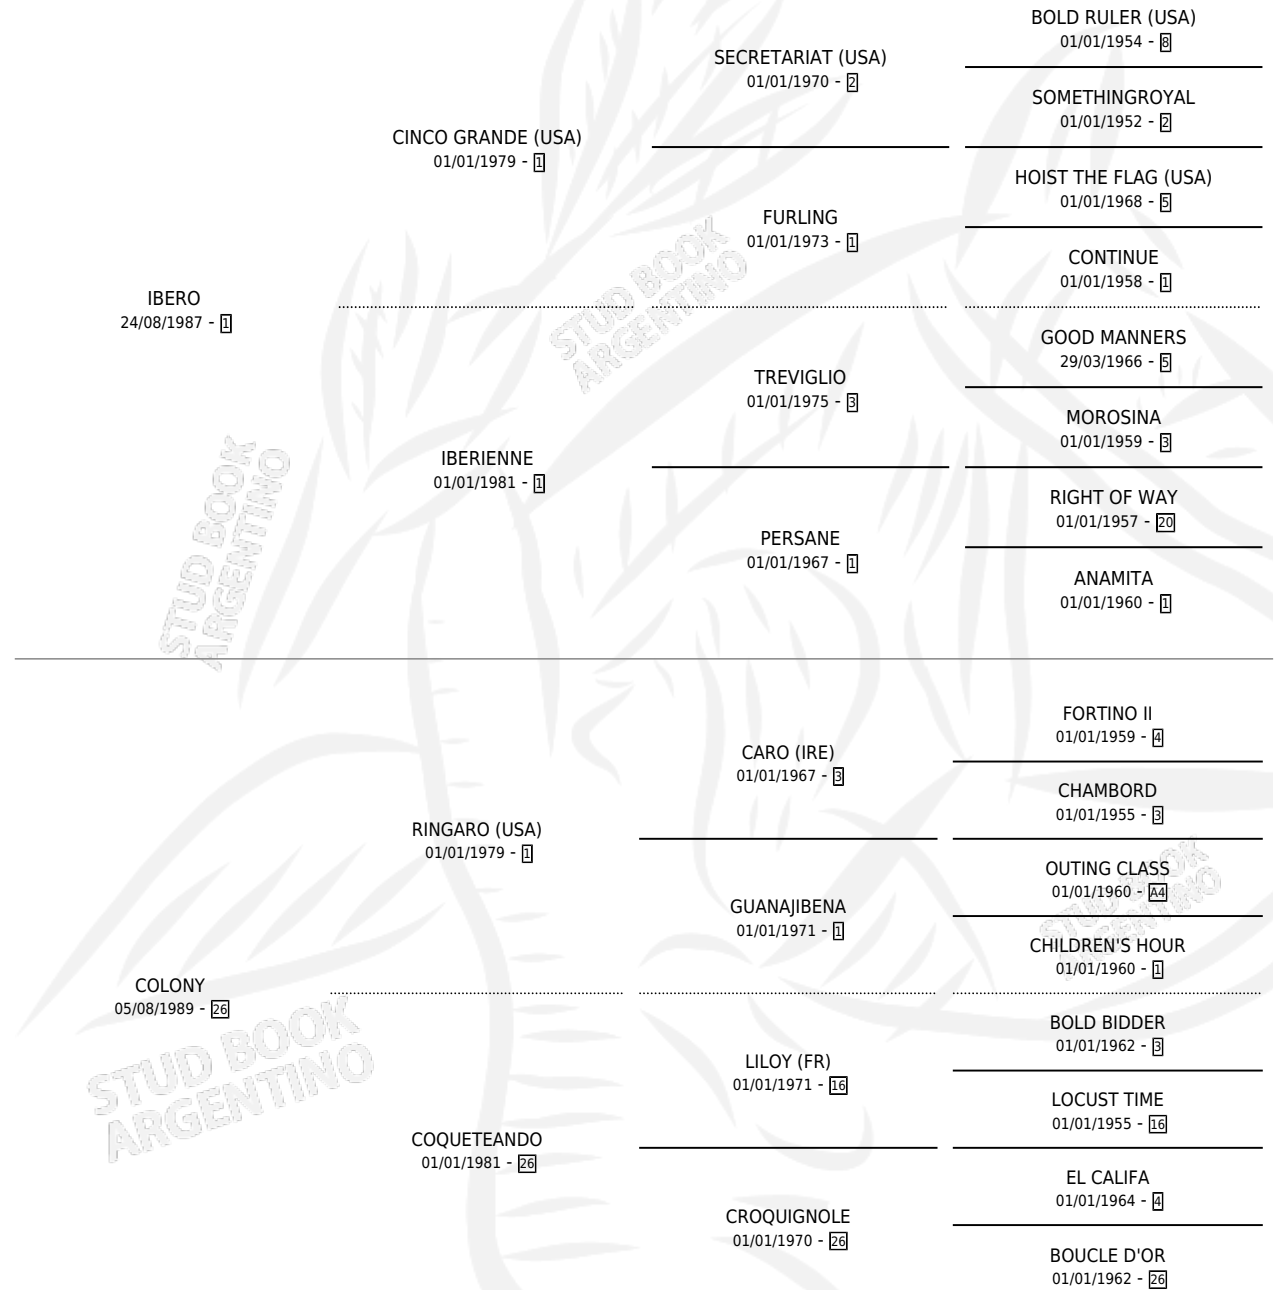 BOLD RULER (USA)
01/01/1954 - 8
SECRETARIAT (USA)
01/01/1970 - 2
SOMETHINGROYAL
01/01/1952 - 2
CINCO GRANDE (USA)
01/01/1979 - 1
HOIST THE FLAG (USA)
01/01/1968 - 5
FURLING
01/01/1973 - 1
CONTINUE
01/01/1958 - 1
IBERO
24/08/1987 - 1
GOOD MANNERS
29/03/1966 - 5
TREVIGLIO
01/01/1975 - 3
MOROSINA
01/01/1959 - 3
IBERIENNE
01/01/1981 - 1
RIGHT OF WAY
01/01/1957 - 20
PERSANE
01/01/1967 - 1
ANAMITA
01/01/1960 - 1
STUD BOOK
ARGENTINO
STUD BOOK
ARGENTINO
FORTINO II
01/01/1959 - 4
CARO (IRE)
01/01/1967 - 3
CHAMBORD
01/01/1955 - 3
RINGARO (USA)
01/01/1979 - 1
OUTING CLASS
01/01/1960 - A4
GUANAJIBENA
01/01/1971 - 1
CHILDREN'S HOUR
01/01/1960 - 1
COLONY
05/08/1989 - 26
BOLD BIDDER
01/01/1962 - 3
LILOY (FR)
01/01/1971 - 16
LOCUST TIME
01/01/1955 - 16
COQUETEANDO
01/01/1981 - 26
EL CALIFA
01/01/1964 - 4
CROQUIGNOLE
01/01/1970 - 26
BOUCLE D'OR
01/01/1962 - 26
STUD BOOK
ARGENTINO
STUD BOOK
ARGENTINO